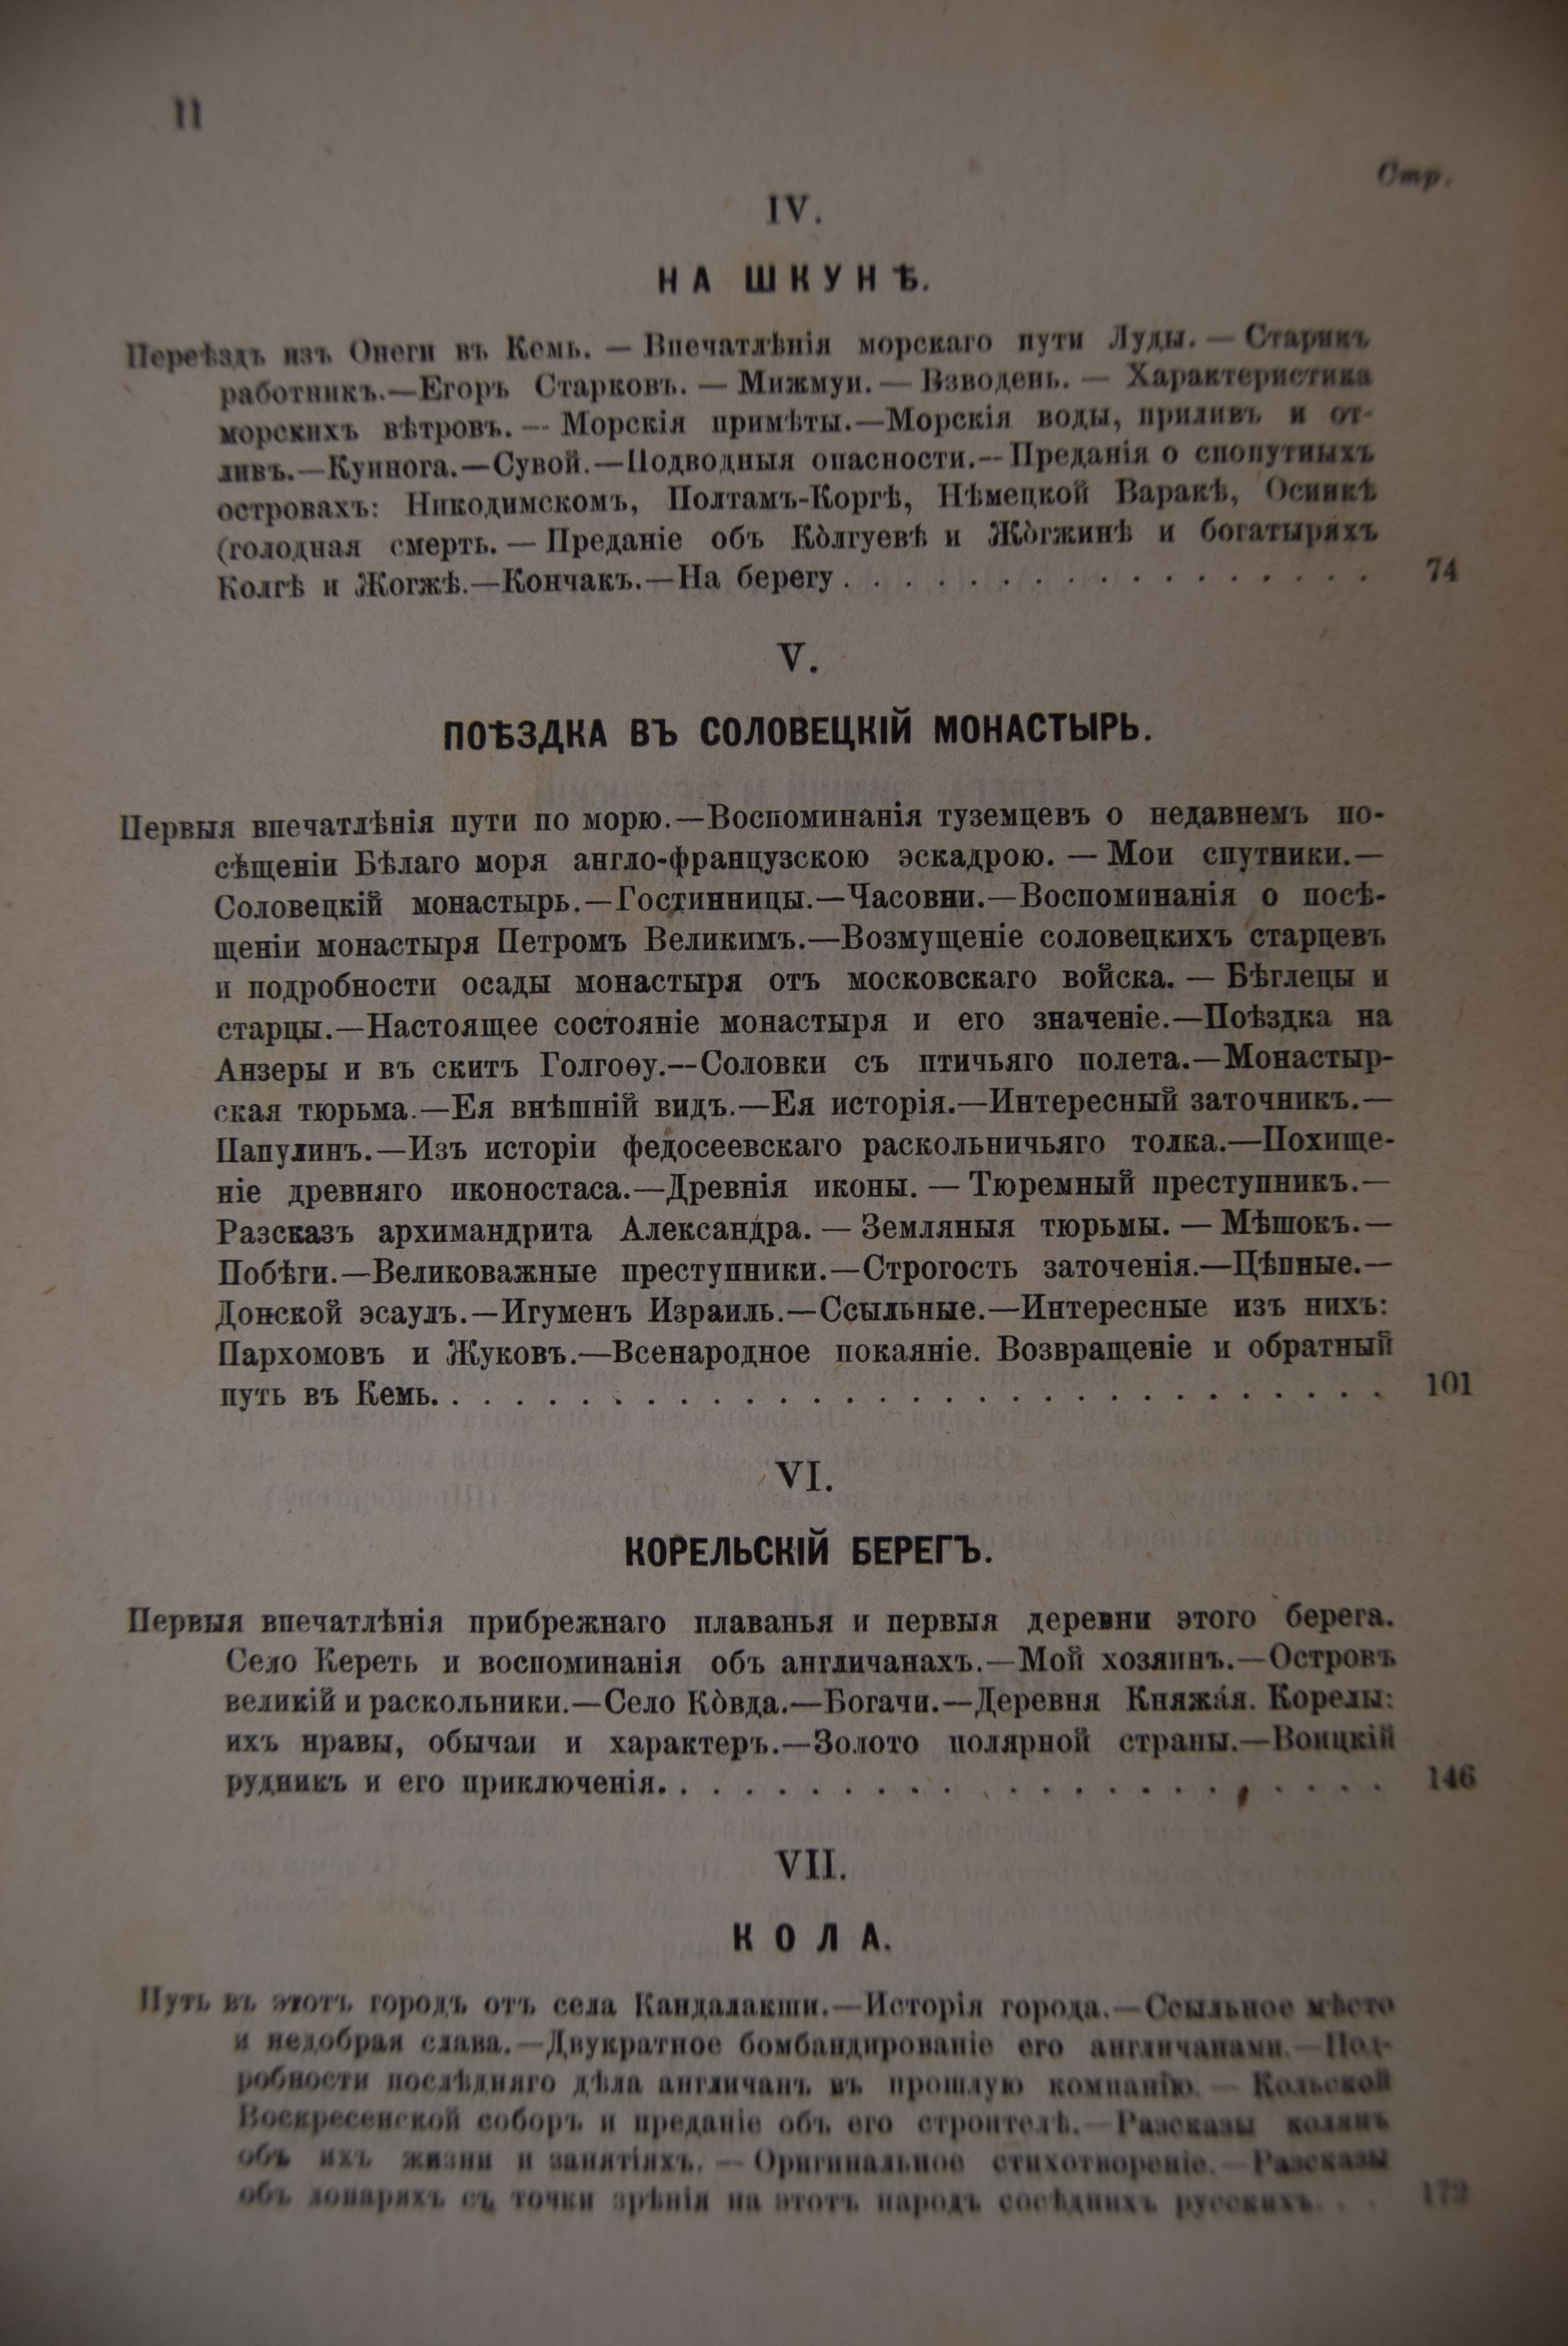 II
Стр.
IV.
НА ШКУНѢ.
Переѣздъ изъ Онеги въ Кемь. — Впечатлѣнія морскаго пути Луды. — Старикъ
работникъ.—Егоръ Старковъ. — Мижмуи. — Взводень. — Характеристика
морскихъ вѣтровъ. — Морскія примѣты.—Морскія воды, приливъ и от-
ливъ.—Куйпога.—Сувой.—Подводныя опасности.—Преданія о спопутныхъ
островахъ: Никодимскомъ, Полтамъ-Коргѣ, Нѣмецкой Варакѣ, Осинкѣ
(голодная смерть. — Преданіе объ Ко̀лгуевѣ и Жо̀гжинѣ и богатыряхъ
Колгѣ и Жогжѣ.—Кончакъ.—На берегу . . . . . . . . . . . . . . . . . 74
V.
ПОѢЗДКА ВЪ СОЛОВЕЦКІЙ МОНАСТЫРЬ.
Первыя впечатлѣнія пути по морю.—Воспоминанія туземцевъ о недавнемъ по-
сѣщеніи Бѣлаго моря англо-французскою эскадрою. — Мои спутники.—
Соловецкій монастырь.—Гостинницы.—Часовни.—Воспоминанія о посѣ-
щеніи монастыря Петромъ Великимъ.—Возмущеніе соловецкихъ старцевъ
и подробности осады монастыря отъ московскаго войска. — Бѣглецы и
старцы.—Настоящее состояніе монастыря и его значеніе.—Поѣздка на
Анзеры и въ скитъ Голгоѳу.—Соловки съ птичьяго полета.—Монастыр-
ская тюрьма.—Ея внѣшній видъ.—Ея исторія.—Интересный заточникъ.—
Папулинъ.—Изъ исторіи федосеевскаго раскольничьяго толка.—Похище-
ніе древняго иконостаса.—Древнія иконы. — Тюремный преступникъ.—
Разсказъ архимандрита Александра. — Земляныя тюрьмы. — Мѣшокъ.—
Побѣги.—Великоважные преступники.—Строгость заточенія.—Цѣпные.—
Донской эсаулъ.—Игуменъ Израиль.—Ссыльные.—Интересные изъ нихъ:
Пархомовъ и Жуковъ.—Всенародное покаяніе. Возвращеніе и обратный
путь въ Кемь. . . . . . . . . . . . . . . . . . . . . . . . . . . . . 101
VI.
КОРЕЛЬСКІЙ БЕРЕГЪ.
Первыя впечатлѣнія прибрежнаго плаванья и первыя деревни этого берега.
Село Кереть и воспоминанія объ англичанахъ.—Мой хозяинъ.—Островъ
великій и раскольники.—Село Ко̀вда.—Богачи.—Деревня Княжа́я. Корелы:
ихъ нравы, обычаи и характеръ.—Золото полярной страны.—Воицкій
рудникъ и его приключенія. . . . . . . . . . . . . . . . . . . . . . . 146
VII.
КОЛА.
Путь въ этотъ городъ отъ села Кандалакши.—Исторія города.—Ссыльное мѣсто
и недобрая слава.—Двукратное бомбандированіе его англичанами.—Под-
робности послѣдняго дѣла англичанъ въ прошлую компанію. — Кольской
Воскресенской соборъ и преданіе объ его строителѣ.—Разсказы колянъ
объ ихъ жизни и занятіяхъ. — Оригинальное стихотвореніе.—Разсказы
объ лопаряхъ съ точки зрѣнія на этотъ народъ сосѣднихъ русскихъ. . .